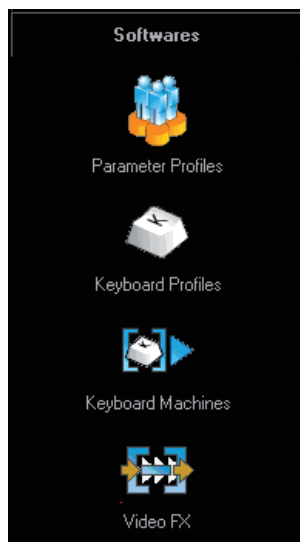 Softwares
Parameter Profiles
K
Keyboard Profiles
K
Keyboard Machines
Video FX